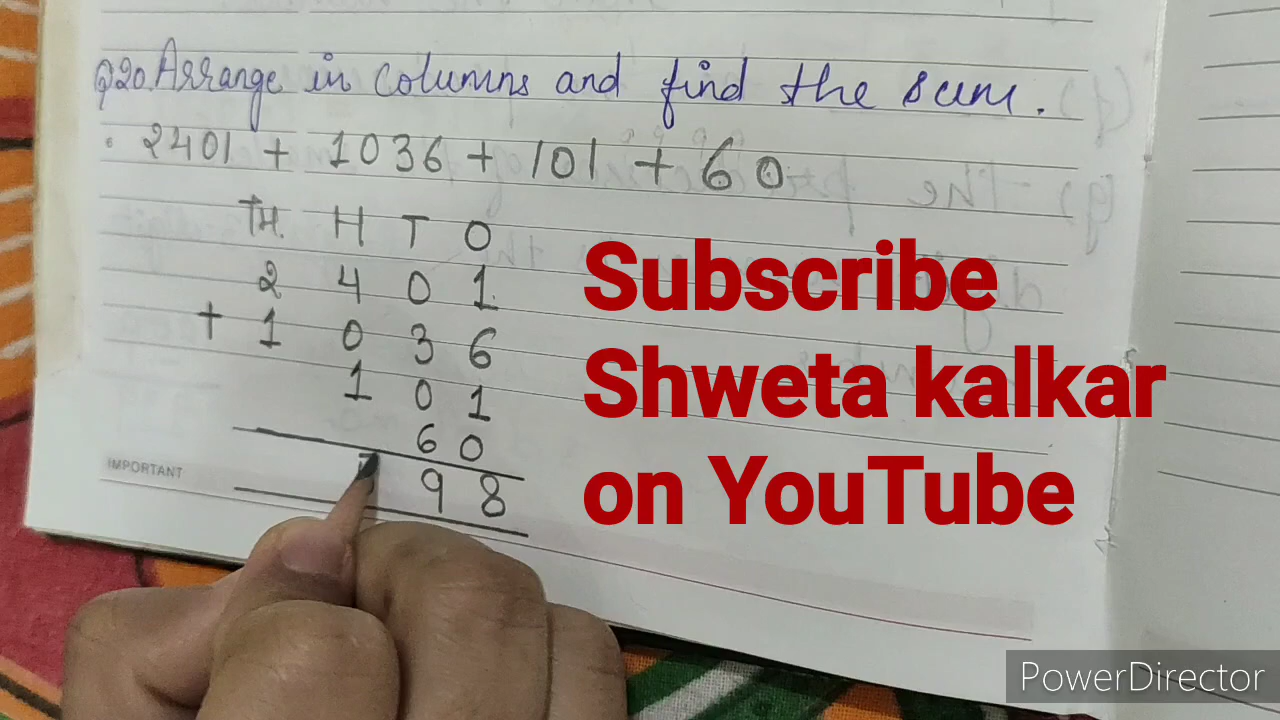 Q20. Arrange in columns and find the sum.
2401 + 1036 + 101 + 60
TH. H T O
2 4 0 1
+ 1 0 3 6
1 0 1
6 0
9 8
IMPORTANT
Subscribe
Shweta kalkar
on YouTube
PowerDirector